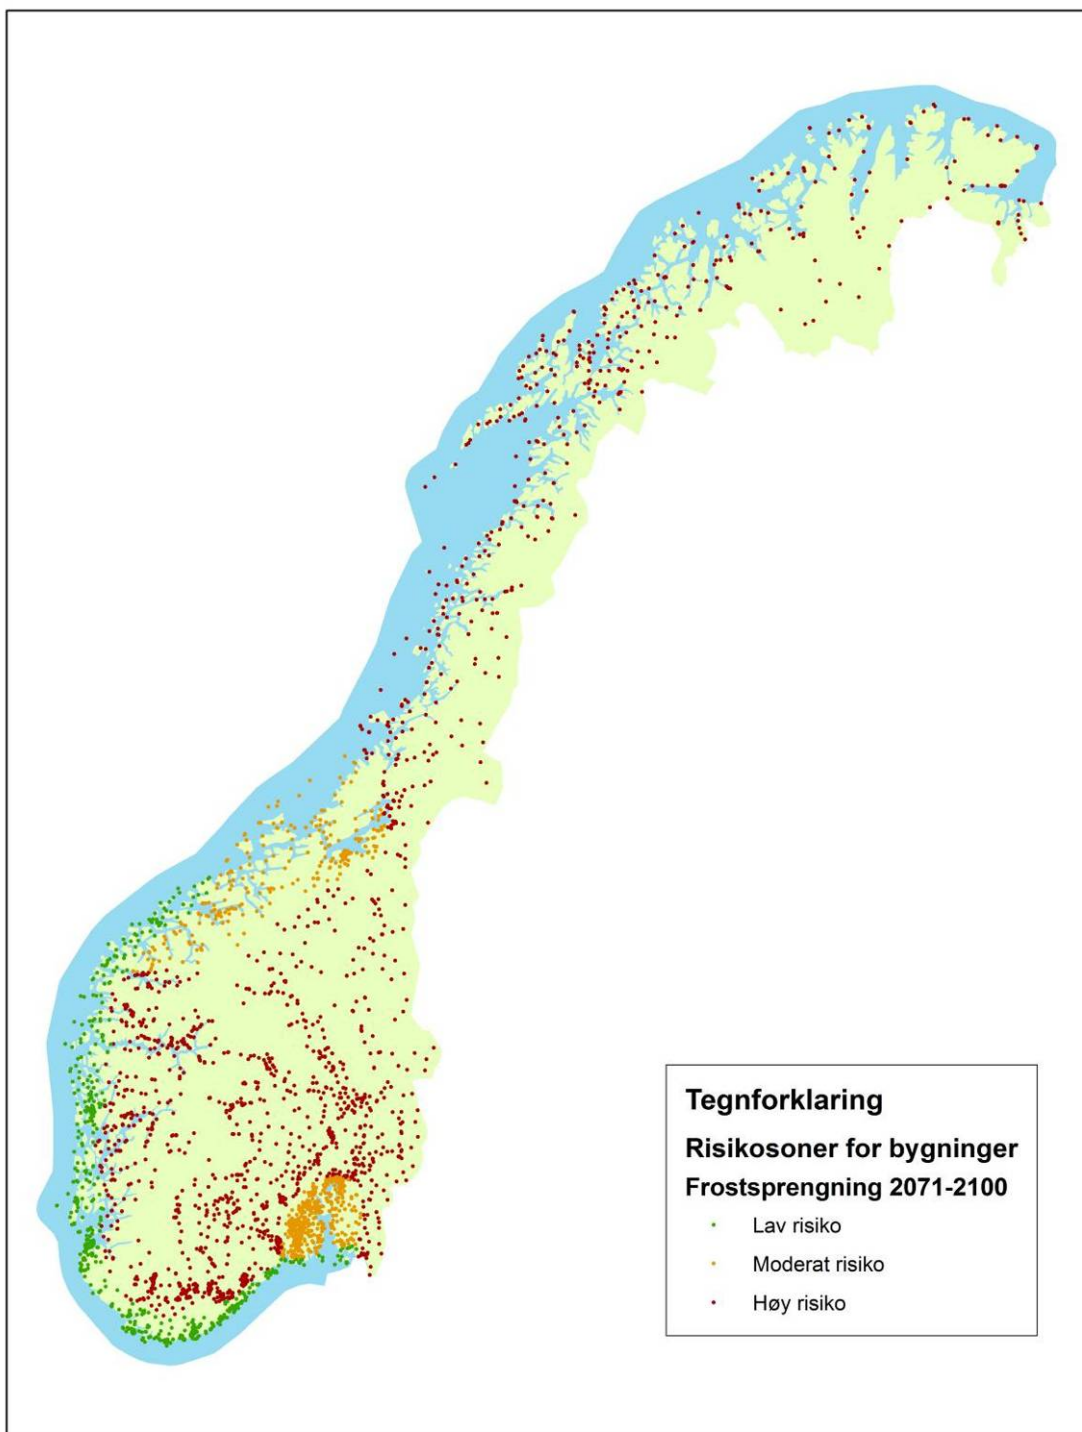 Tegnforklaring
Risikosoner for bygninger
Frostsprengning 2071-2100
Lav risiko
Moderat risiko
Høy risiko